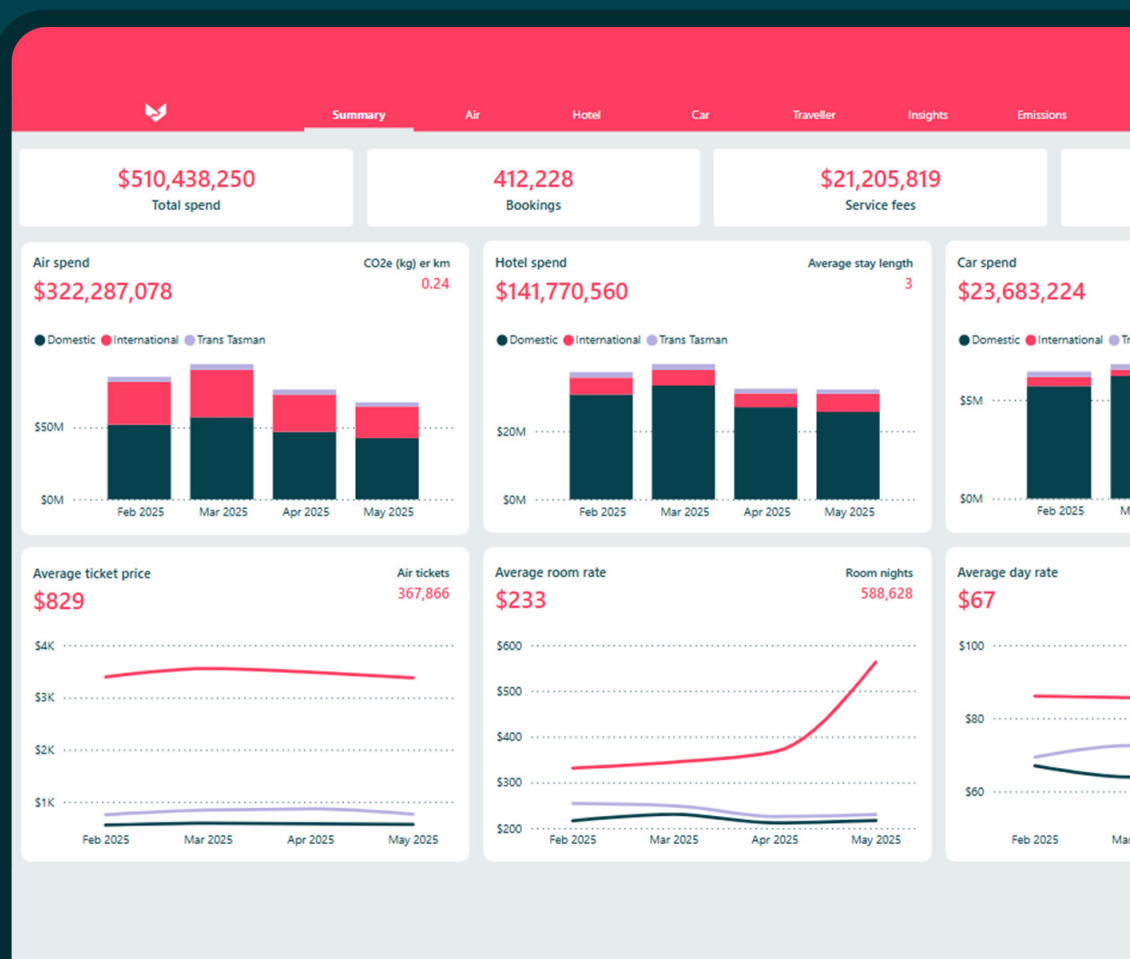 Summary Air Hotel Car Traveller Insights Emissions
$510,438,250
Total spend
412,228
Bookings
$21,205,819
Service fees
Air spend
$322,287,078
CO2e (kg) er km
0.24
Domestic International Trans Tasman
$50M
$0M
Feb 2025 Mar 2025 Apr 2025 May 2025
Hotel spend
$141,770,560
Average stay length
3
Domestic International Trans Tasman
$20M
$0M
Feb 2025 Mar 2025 Apr 2025 May 2025
Car spend
$23,683,224
Domestic International
$5M
$0M
Feb 2025
Average ticket price
$829
Air tickets
367,866
$4K
$3K
$2K
$1K
Feb 2025 Mar 2025 Apr 2025 May 2025
Average room rate
$233
Room nights
588,628
$600
$500
$400
$300
$200
Feb 2025 Mar 2025 Apr 2025 May 2025
Average day rate
$67
$100
$80
$60
Feb 2025